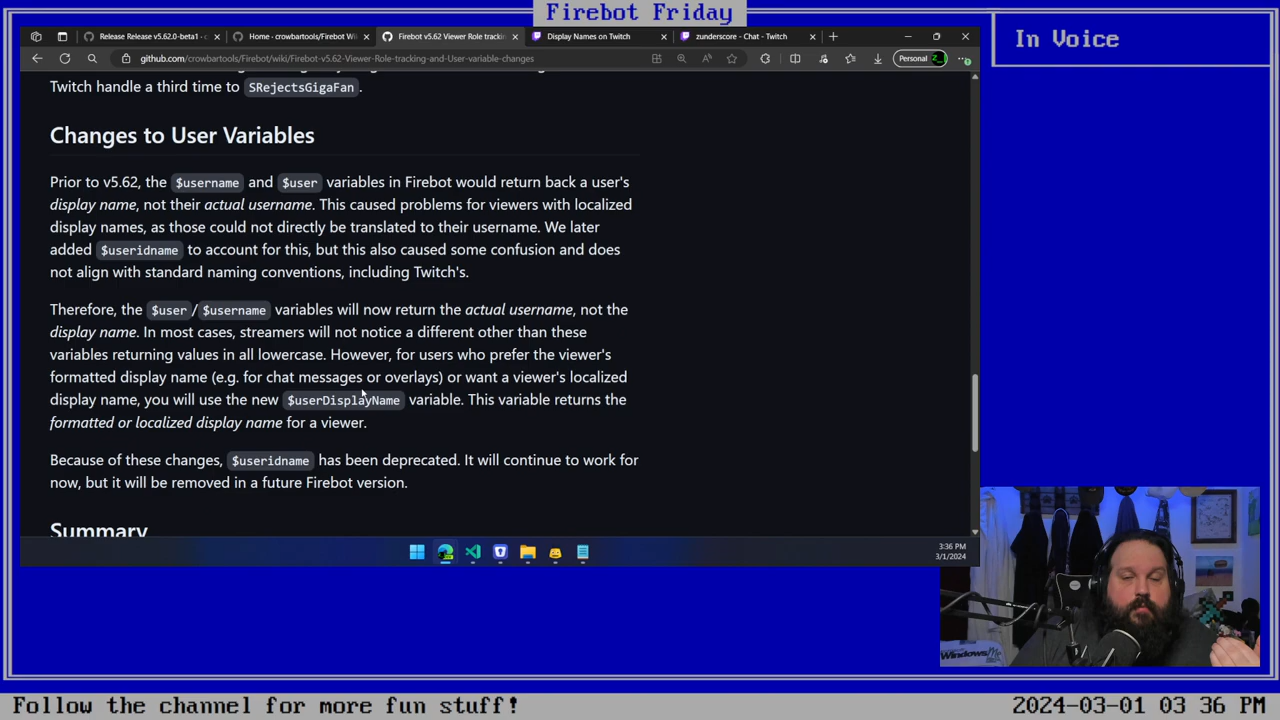 Firebot Friday
Release Release v5.62.0-beta1 · c
Home · crowbartools/Firebot Wi
Firebot v5.62 Viewer Role trackin
Display Names on Twitch
zunderscore - Chat - Twitch
In Voice
github.com/crowbartools/Firebot/wiki/Firebot-v5.62-Viewer-Role-tracking-and-User-variable-changes
Personal
Twitch handle a third time to SRejectsGigaFan.
Changes to User Variables
Prior to v5.62, the $username and $user variables in Firebot would return back a user's
display name, not their actual username. This caused problems for viewers with localized
display names, as those could not directly be translated to their username. We later
added $useridname to account for this, but this also caused some confusion and does
not align with standard naming conventions, including Twitch's.
Therefore, the $user/$username variables will now return the actual username, not the
display name. In most cases, streamers will not notice a different other than these
variables returning values in all lowercase. However, for users who prefer the viewer's
formatted display name (e.g. for chat messages or overlays) or want a viewer's localized
display name, you will use the new $userDisplayName variable. This variable returns the
formatted or localized display name for a viewer.
Because of these changes, $useridname has been deprecated. It will continue to work for
now, but it will be removed in a future Firebot version.
Summary
3:36 PM
3/1/2024
Windows
Follow the channel for more fun stuff!
2024-03-01 03 36 PM